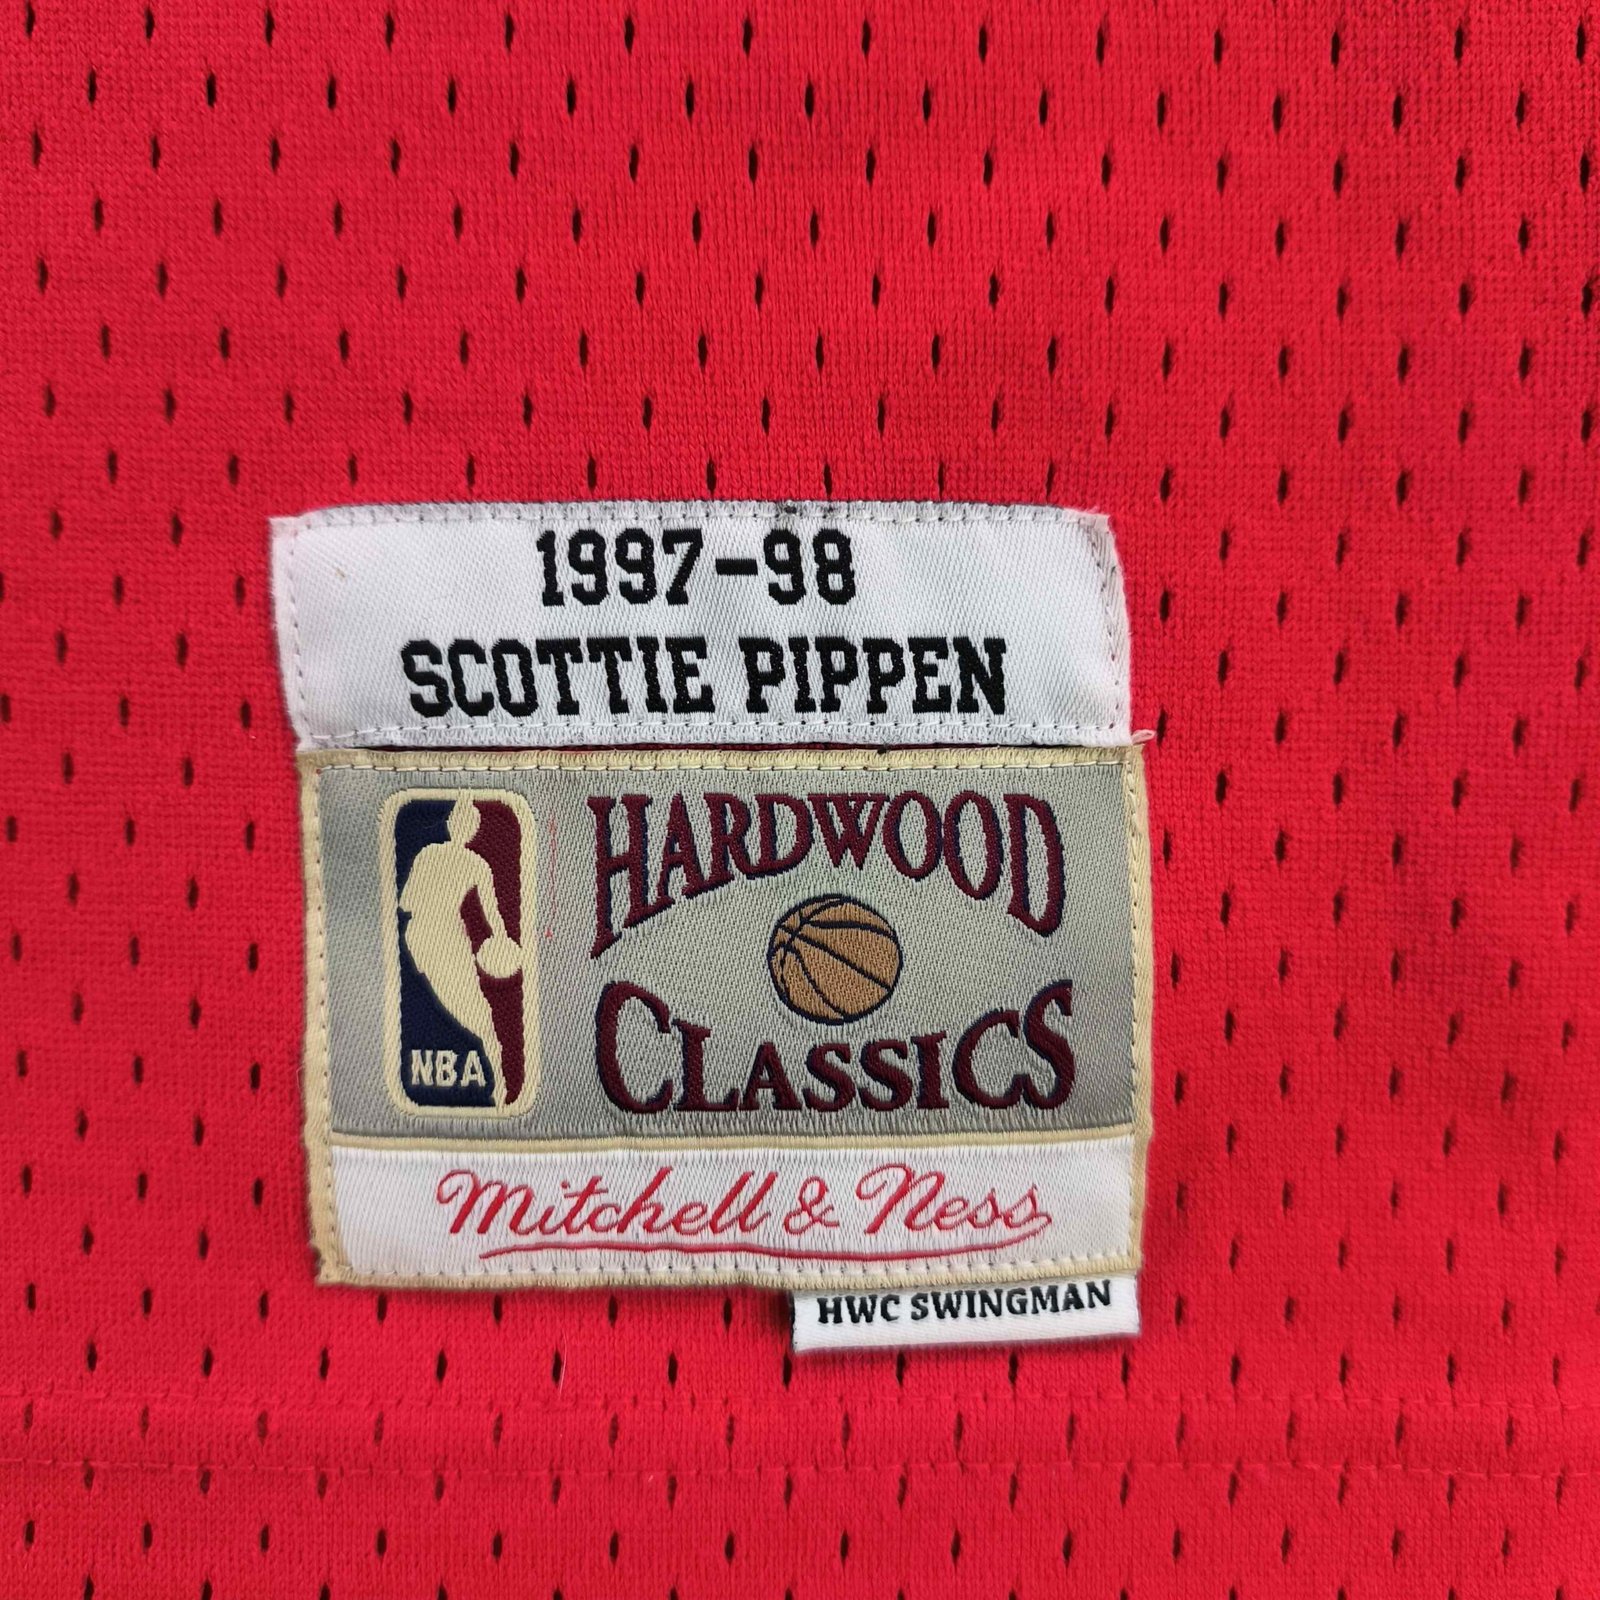 1997-98
SCOTTIE PIPPEN
HARDWOOD
CLASSICS
NBA
Mitchell & Ness
HWC SWINGMAN